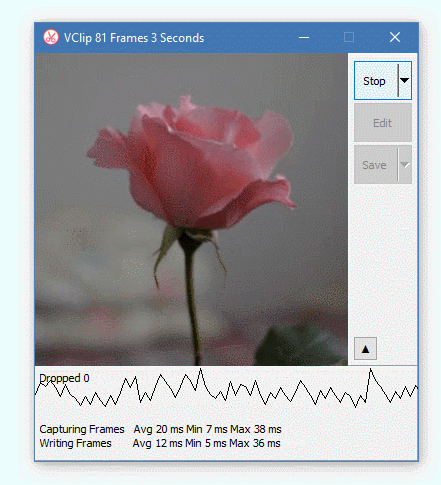 VClip 81 Frames 3 Seconds
Stop
Edit
Save
Dropped 0
Capturing Frames Avg 20 ms Min 7 ms Max 38 ms
Writing Frames Avg 12 ms Min 5 ms Max 36 ms